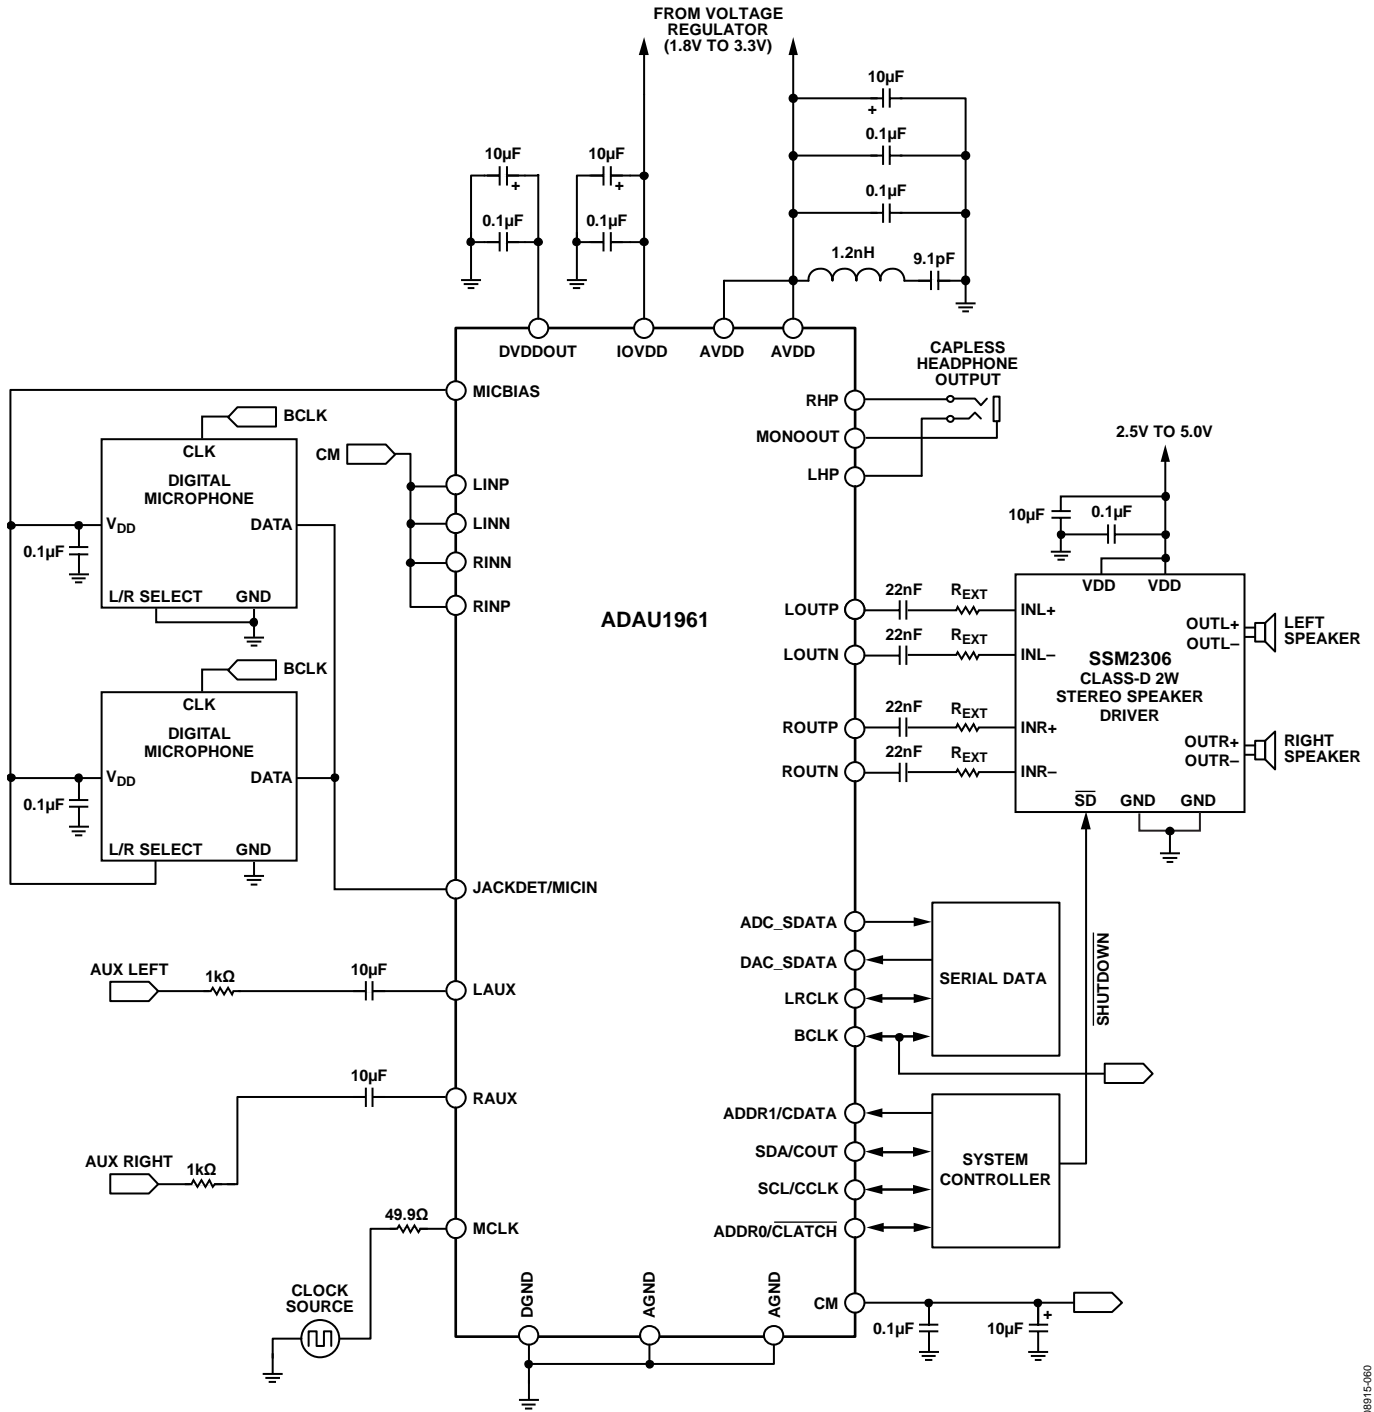 FROM VOLTAGE
REGULATOR
(1.8V TO 3.3V)
10µF
0.1µF
0.1µF
10µF
10µF
0.1µF
0.1µF
1.2nH
9.1pF
DVDDOUT
IOVDD
AVDD
AVDD
MICBIAS
BCLK
CLK
DIGITAL
MICROPHONE
VDD
DATA
0.1µF
L/R SELECT
GND
CM
LINP
LINN
RINN
RINP
BCLK
CLK
DIGITAL
MICROPHONE
VDD
DATA
0.1µF
L/R SELECT
GND
JACKDET/MICIN
AUX LEFT
1kΩ
10µF
LAUX
10µF
RAUX
AUX RIGHT
1kΩ
49.9Ω
MCLK
CLOCK
SOURCE
ADAU1961
DGND
AGND
AGND
CAPLESS
HEADPHONE
OUTPUT
RHP
MONOOUT
LHP
2.5V TO 5.0V
10µF
0.1µF
VDD
VDD
LOUTP
22nF
REXT
INL+
LOUTN
22nF
REXT
INL–
ROUTP
22nF
REXT
INR+
ROUTN
22nF
REXT
INR–
SSM2306
CLASS-D 2W
STEREO SPEAKER
DRIVER
OUTL+
OUTL–
LEFT
SPEAKER
OUTR+
OUTR–
RIGHT
SPEAKER
SD
GND
GND
ADC_SDATA
DAC_SDATA
LRCLK
BCLK
SERIAL DATA
SHUTDOWN
ADDR1/CDATA
SDA/COUT
SCL/CCLK
ADDR0/CLATCH
SYSTEM
CONTROLLER
CM
0.1µF
10µF
08915-060